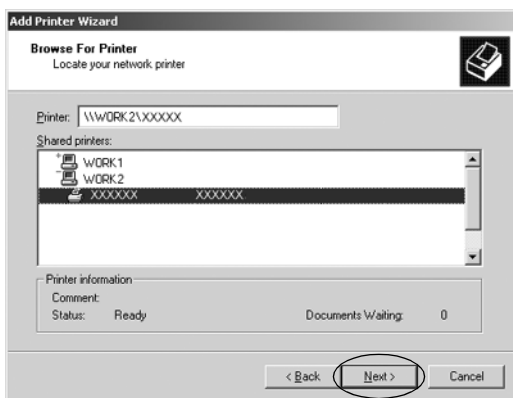 Add Printer Wizard
Browse For Printer
Locate your network printer
Printer: \\WORK2\XXXXX
Shared printers:
WORK1
WORK2
XXXXXX XXXXXX
Printer information
Comment:
Status: Ready Documents Waiting: 0
< Back Next > Cancel